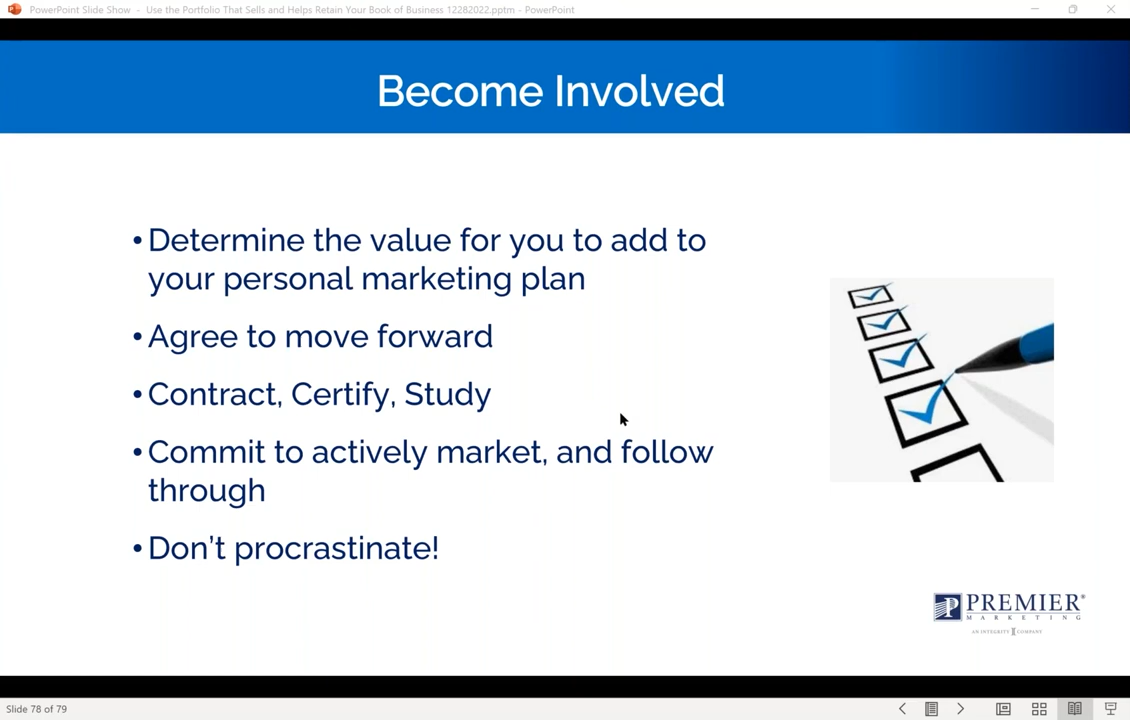 PowerPoint Slide Show - Use the Portfolio That Sells and Helps Retain Your Book of Business 12282022.pptm - PowerPoint
Become Involved
•Determine the value for you to add to
your personal marketing plan
•Agree to move forward
•Contract, Certify, Study
•Commit to actively market, and follow
through
•Don't procrastinate!
P PREMIER®
MARKETING
AN INTEGRITY COMPANY
Slide 78 of 79